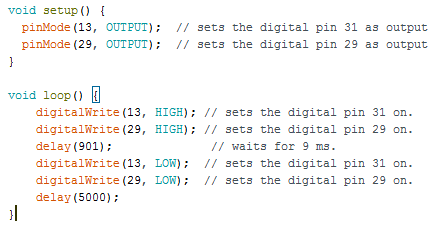 void setup() {
pinMode(13, OUTPUT); // sets the digital pin 31 as output
pinMode(29, OUTPUT); // sets the digital pin 29 as output
}
void loop() {
digitalWrite(13, HIGH); // sets the digital pin 31 on.
digitalWrite(29, HIGH); // sets the digital pin 29 on.
delay(901); // waits for 9 ms.
digitalWrite(13, LOW); // sets the digital pin 31 on.
digitalWrite(29, LOW); // sets the digital pin 29 on.
delay(5000);
}